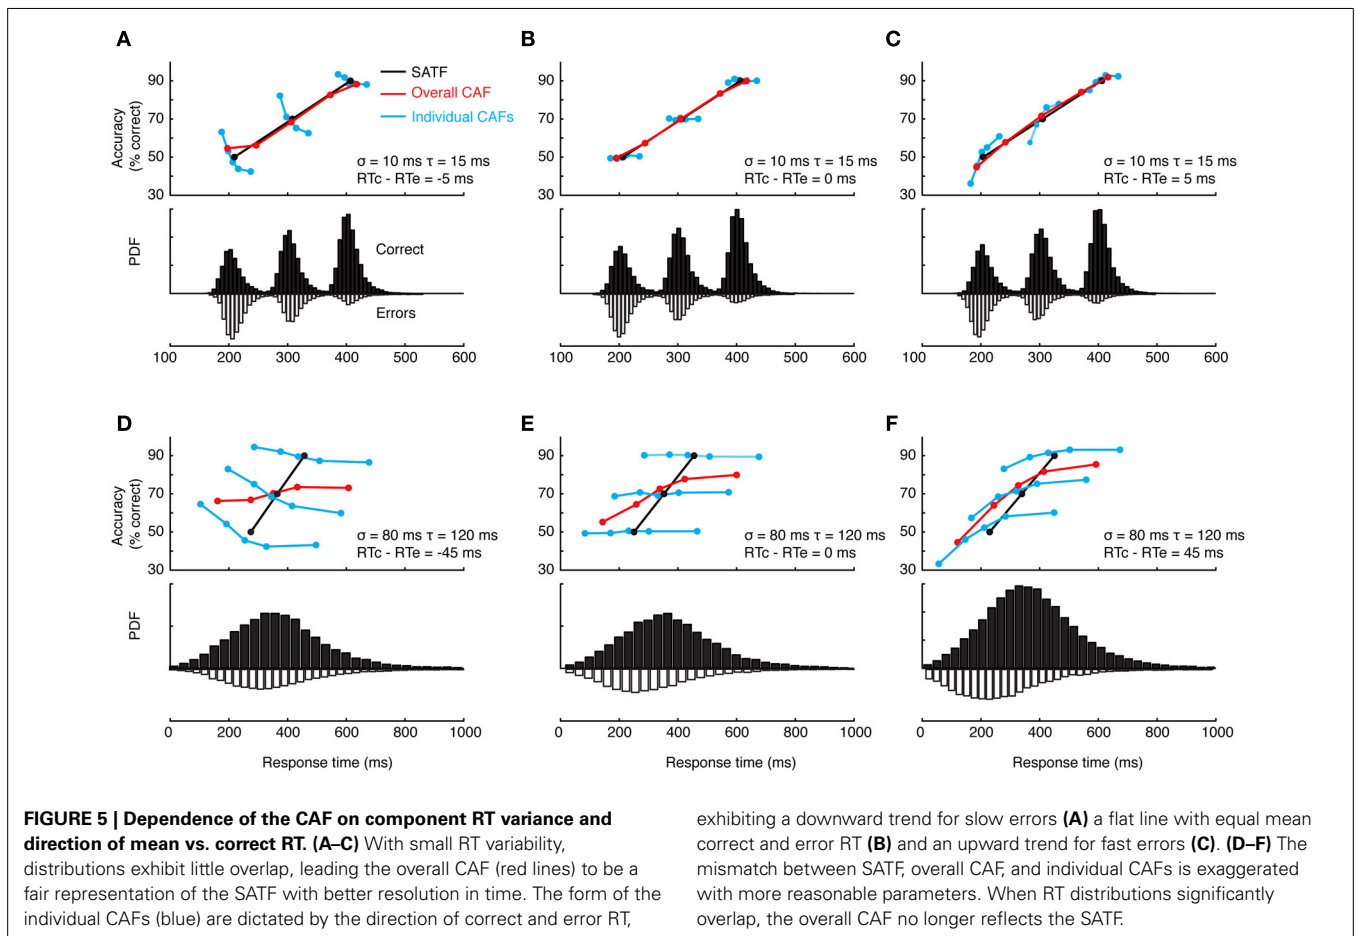 A
B
C
90
70
50
30
Accuracy
(% correct)
SATF
Overall CAF
Individual CAFs
σ = 10 ms τ = 15 ms
RTc - RTe = -5 ms
90
70
50
30
σ = 10 ms τ = 15 ms
RTc - RTe = 0 ms
90
70
50
30
σ = 10 ms τ = 15 ms
RTc - RTe = 5 ms
PDF
Correct
Errors
100 200 300 400 500 600
100 200 300 400 500 600
100 200 300 400 500 600
D
E
F
90
70
50
30
Accuracy
(% correct)
σ = 80 ms τ = 120 ms
RTc - RTe = -45 ms
90
70
50
30
σ = 80 ms τ = 120 ms
RTc - RTe = 0 ms
90
70
50
30
σ = 80 ms τ = 120 ms
RTc - RTe = 45 ms
PDF
0 200 400 600 800 1000
0 200 400 600 800 1000
0 200 400 600 800 1000
Response time (ms)
Response time (ms)
Response time (ms)
FIGURE 5 | Dependence of the CAF on component RT variance and
direction of mean vs. correct RT. (A–C) With small RT variability,
distributions exhibit little overlap, leading the overall CAF (red lines) to be a
fair representation of the SATF with better resolution in time. The form of the
individual CAFs (blue) are dictated by the direction of correct and error RT,
exhibiting a downward trend for slow errors (A) a flat line with equal mean
correct and error RT (B) and an upward trend for fast errors (C). (D–F) The
mismatch between SATF, overall CAF, and individual CAFs is exaggerated
with more reasonable parameters. When RT distributions significantly
overlap, the overall CAF no longer reflects the SATF.